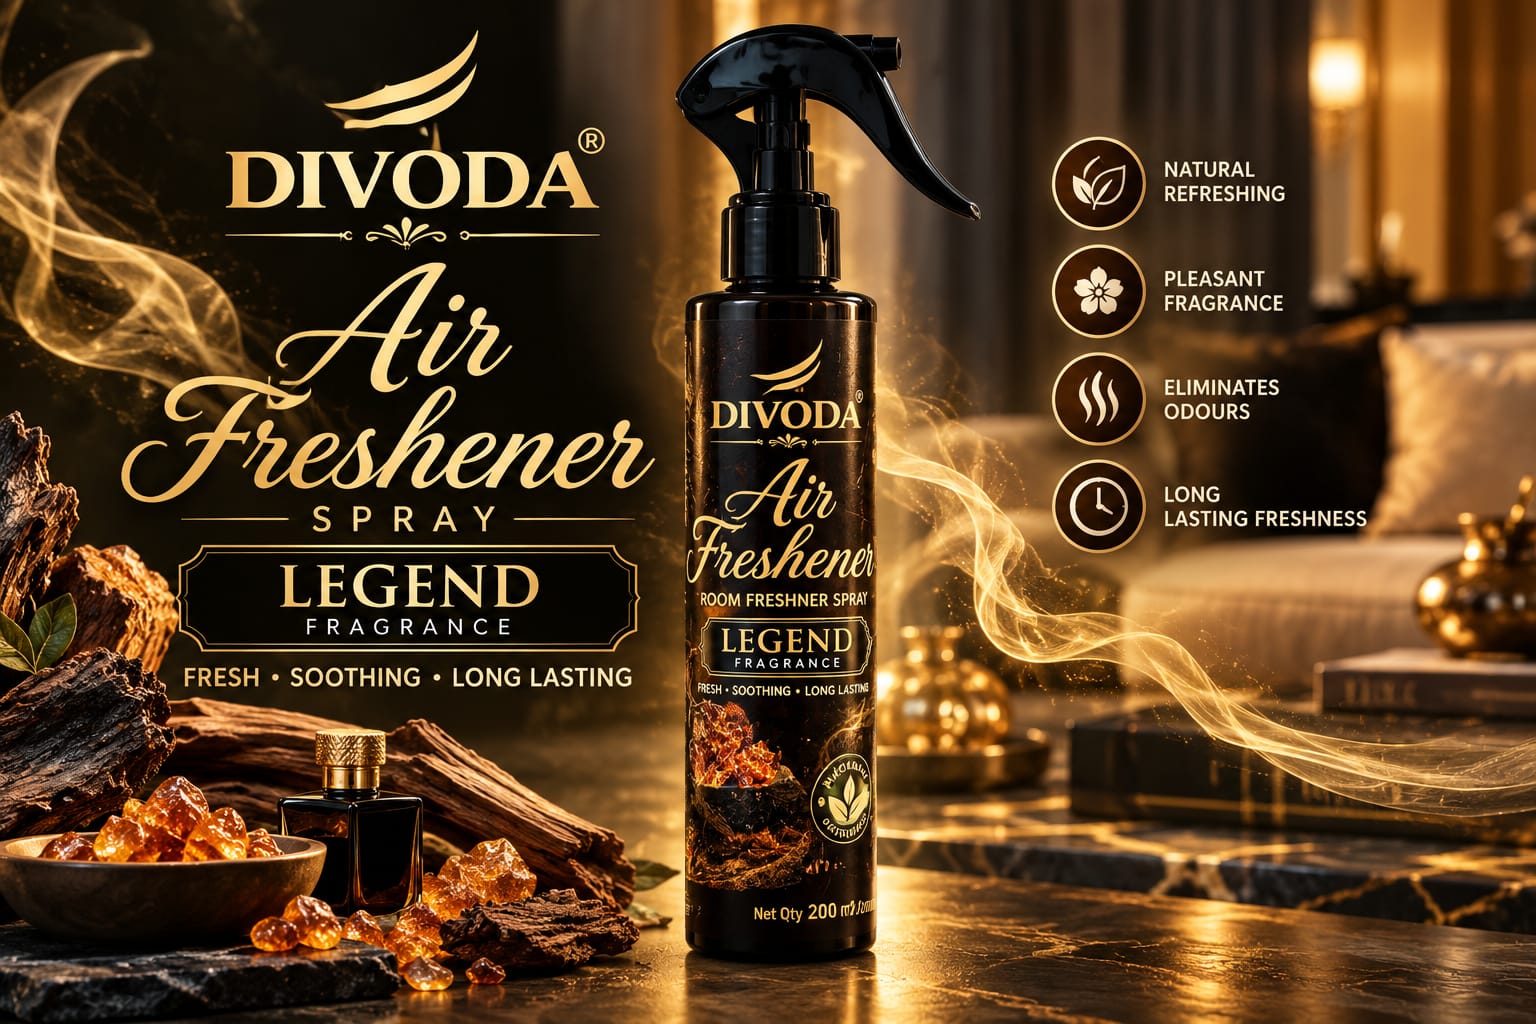 DIVODA®
Air
Freshener
SPRAY
LEGEND
FRAGRANCE
FRESH • SOOTHING • LONG LASTING
DIVODA®
Air
Freshener
ROOM FRESHNER SPRAY
LEGEND
FRAGRANCE
FRESH • SOOTHING • LONG LASTING
Net Qty 200
NATURAL
REFRESHING
PLEASANT
FRAGRANCE
ELIMINATES
ODOURS
LONG
LASTING FRESHNESS